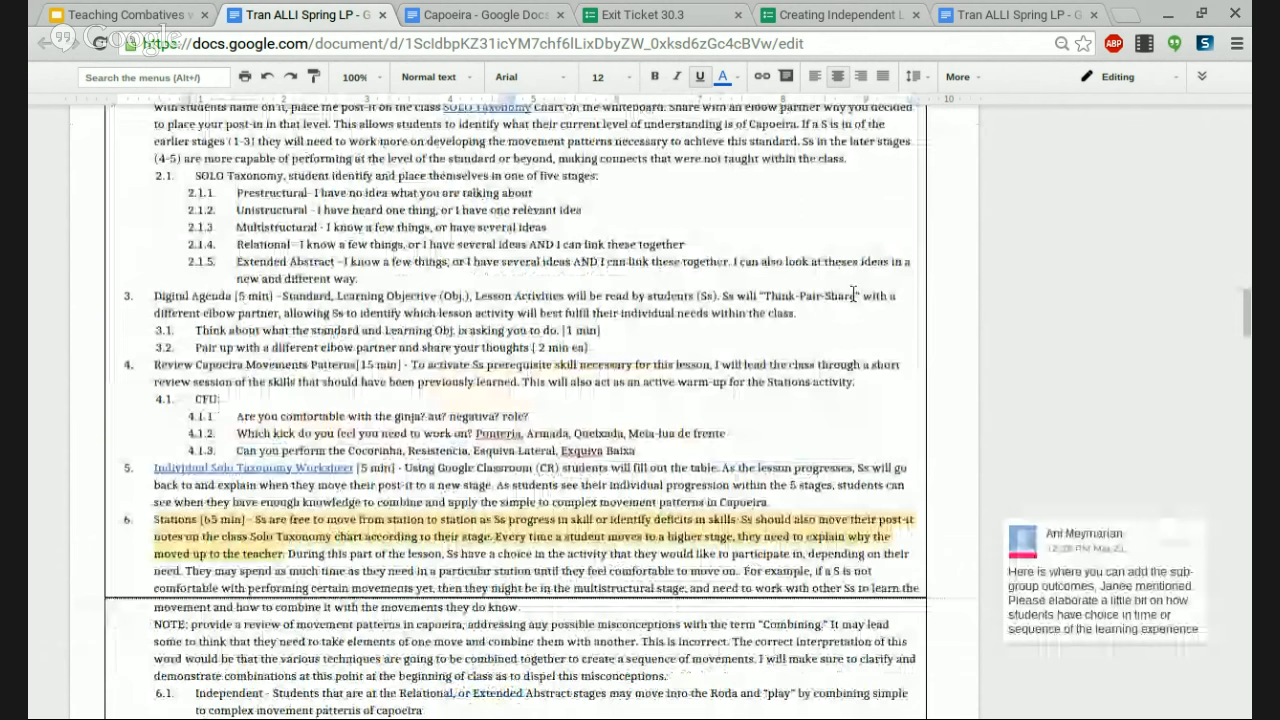 Teaching Combatives
Tran ALLI Spring LP - G
Capoeira - Google Docs
Exit Ticket 30.3
Creating Independent L
Tran ALLI Spring LP - G
Google
https://docs.google.com/document/d/1ScIdbpKZ31icYM7chf6lLixDbyZW_0xksd6zGc4cBVw/edit
ABP
Search the menus (Alt+/)
100%
Normal text
Arial
12
B I U A
More
Editing
1 2 3 4 5 6 7 8 9 10
with students name on it, place the post-it on the class SOLO Taxonomy Chart on the whiteboard. Share with an elbow partner why you decided
to place your post-in in that level. This allows students to identify what their current level of understanding is of Capoeira. If a S is in of the
earlier stages (1-3) they will need to work more on developing the movement patterns necessary to achieve this standard. Ss in the later stages
(4-5) are more capable of performing at the level of the standard or beyond, making connects that were not taught within the class.
2.1. SOLO Taxonomy, student identify and place themselves in one of five stages:
2.1.1. Prestructural- I have no idea what you are talking about
2.1.2. Unistructural - I have heard one thing, or I have one relevant idea
2.1.3 Multistructural - I know a few things, or have several ideas
2.1.4. Relational - I know a few things, or I have several ideas AND I can link these together
2.1.5. Extended Abstract - I know a few things, or I have several ideas AND I can link these together. I can also look at theses ideas in a
new and different way.
3. Digital Agenda [5 min] - Standard, Learning Objective (Obj.), Lesson Activities will be read by students (Ss). Ss will "Think-Pair-Share" with a
different elbow partner, allowing Ss to identify which lesson activity will best fulfil their individual needs within the class.
3.1. Think about what the standard and Learning Obj. is asking you to do. [1 min]
3.2. Pair up with a different elbow partner and share your thoughts [ 2 min ea]
4. Review Capoeira Movements Patterns[15 min] - To activate Ss prerequisite skill necessary for this lesson, I will lead the class through a short
review session of the skills that should have been previously learned. This will also act as an active warm-up for the Stations activity.
4.1. CFU:
4.1.1 Are you comfortable with the ginja? au? negativa? role?
4.1.2. Which kick do you feel you need to work on? Ponteria, Armada, Queixada, Meia-lua de frente
4.1.3. Can you perform the Cocorinha, Resistencia, Esquiva Lateral, Exquiva Baixa
5. Individual Solo Taxonomy Worksheet [5 min] - Using Google Classroom (CR) students will fill out the table. As the lesson progresses, Ss will go
back to and explain when they move their post-it to a new stage. As students see their individual progression within the 5 stages, students can
see when they have enough knowledge to combine and apply the simple to complex movement patterns in Capoeira.
6. Stations [65 min] - Ss are free to move from station to station as Ss progress in skill or identify deficits in skills. Ss should also move their post-it
notes on the class Solo Taxonomy chart according to their stage. Every time a student moves to a higher stage, they need to explain why the
moved up to the teacher. During this part of the lesson, Ss have a choice in the activity that they would like to participate in, depending on their
need. They may spend as much time as they need in a particular station until they feel comfortable to move on. For example, if a S is not
comfortable with performing certain movements yet, then they might be in the multistructural stage, and need to work with other Ss to learn the
movement and how to combine it with the movements they do know.
NOTE: provide a review of movement patterns in capoeira, addressing any possible misconceptions with the term "Combining." It may lead
some to think that they need to take elements of one move and combine them with another. This is incorrect. The correct interpretation of this
word would be that the various techniques are going to be combined together to create a sequence of movements. I will make sure to clarify and
demonstrate combinations at this point at the beginning of class as to dispel this misconceptions.
6.1. Independent - Students that are at the Relational, or Extended Abstract stages may move into the Roda and "play" by combining simple
to complex movement patterns of capoeira
Ani Meymarian
Here is where you can add the sub-
group outcomes, Janee mentioned.
Please elaborate a little bit on how
students have choice in time or
sequence of the learning experience